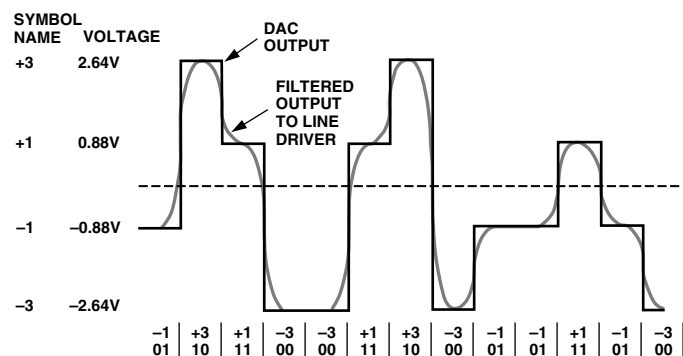 SYMBOL
NAME VOLTAGE
DAC
OUTPUT
+3 2.64V
FILTERED
OUTPUT
TO LINE
DRIVER
+1 0.88V
–1 –0.88V
–3 –2.64V
–1 +3 +1 –3 –3 +1 +3 –3 –1 –1 +1 –1 –3
01 10 11 00 00 11 10 00 01 01 11 01 00